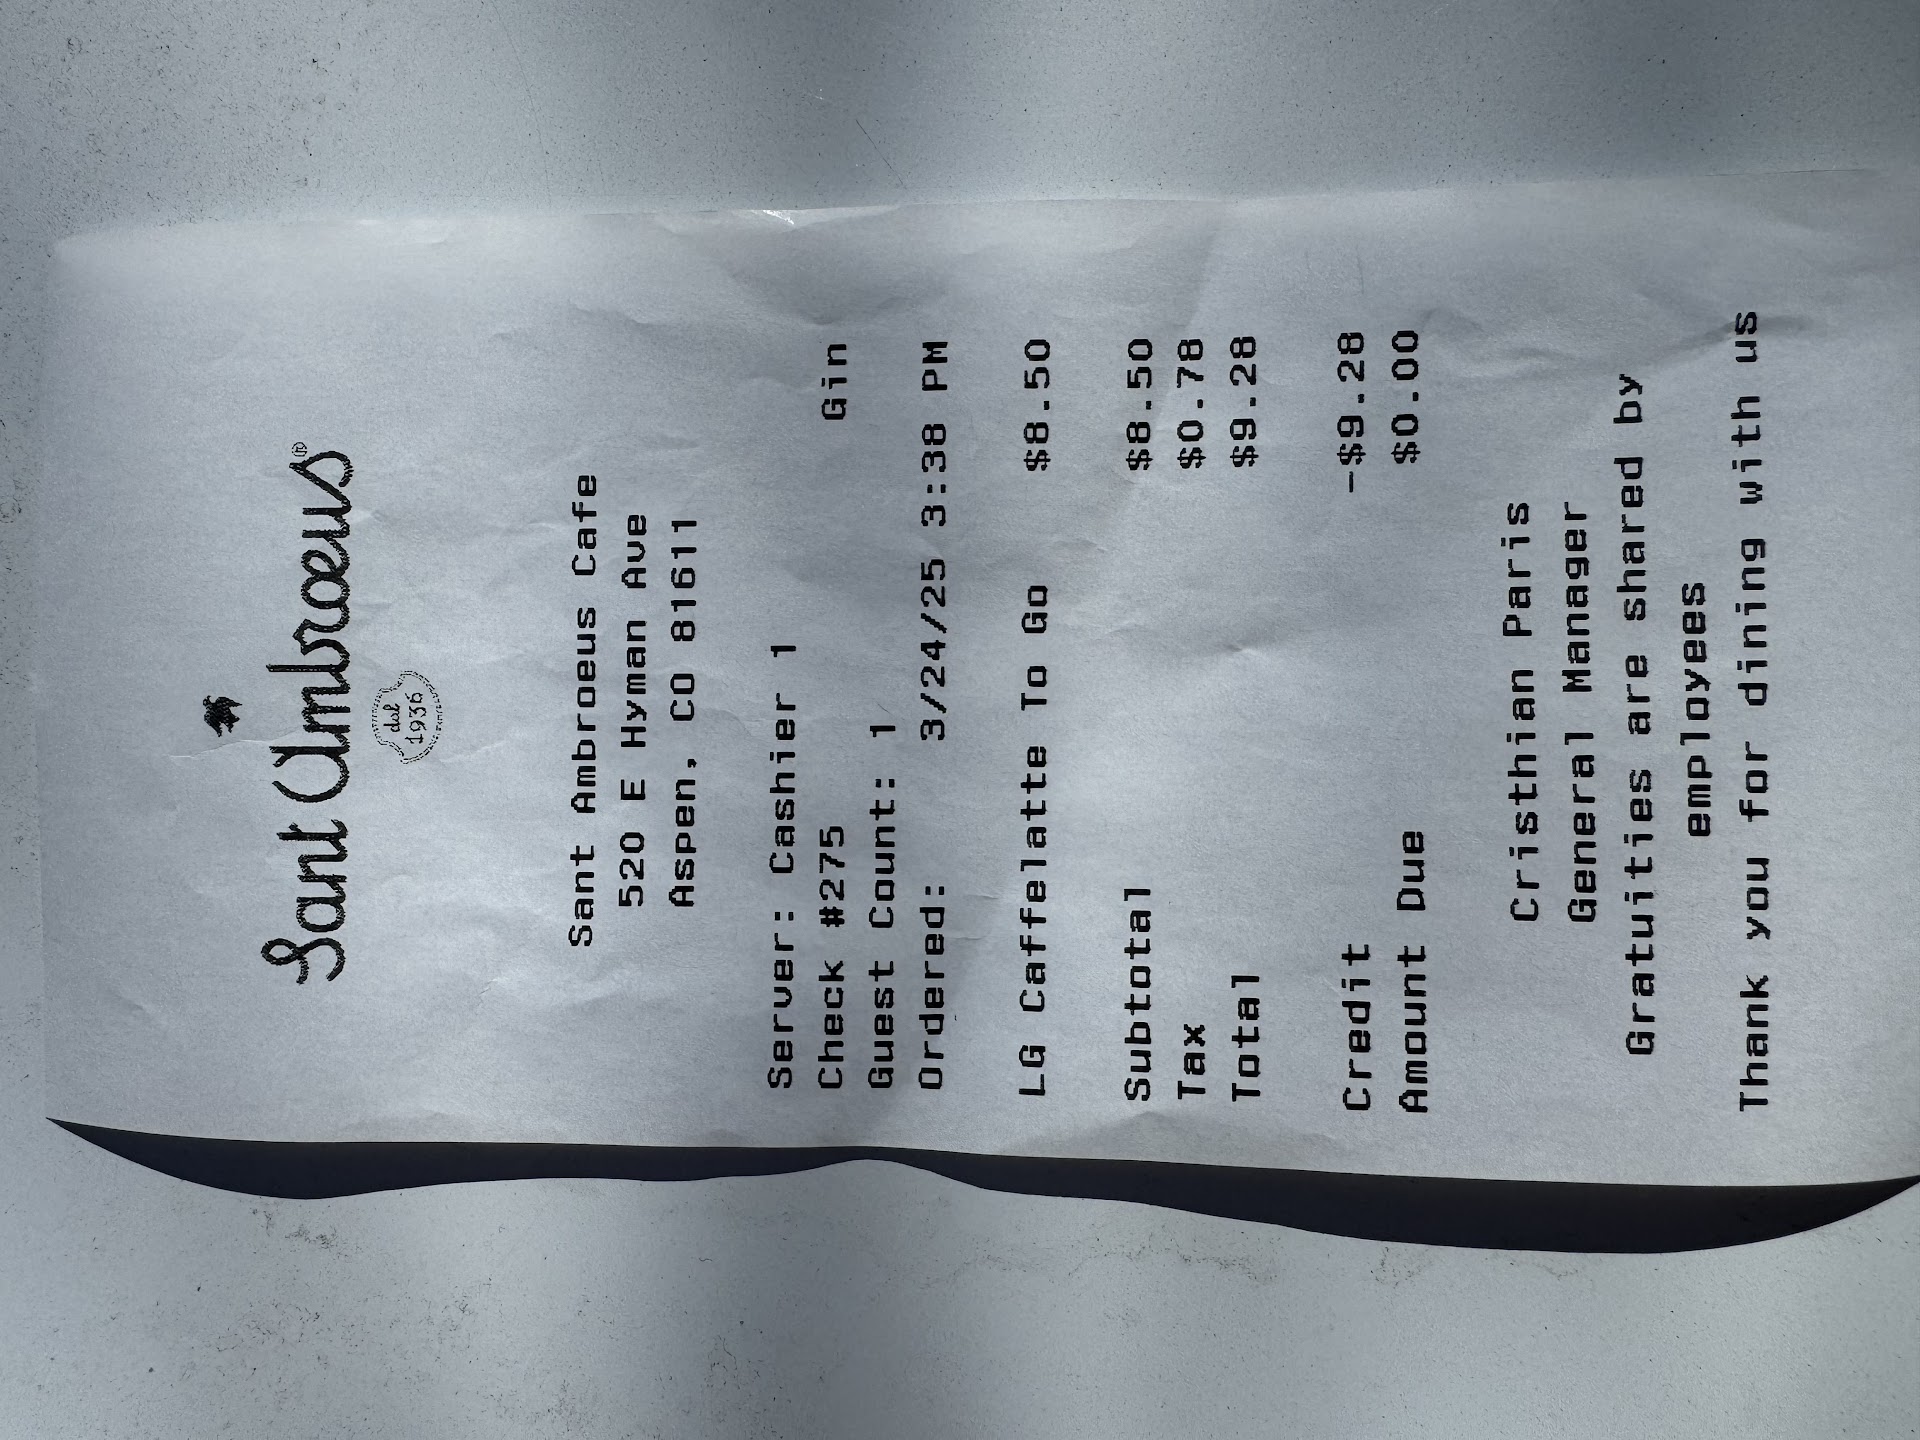 Sant Ambroeus®
dal
1936
Sant Ambroeus Cafe
520 E Hyman Ave
Aspen, CO 81611
Server: Cashier 1
Check #275 Gin
Guest Count: 1
Ordered: 3/24/25 3:38 PM
LG Caffelatte To Go $8.50
Subtotal $8.50
Tax $0.78
Total $9.28
Credit -$9.28
Amount Due $0.00
Cristhian Paris
General Manager
Gratuities are shared by
employees
Thank you for dining with us